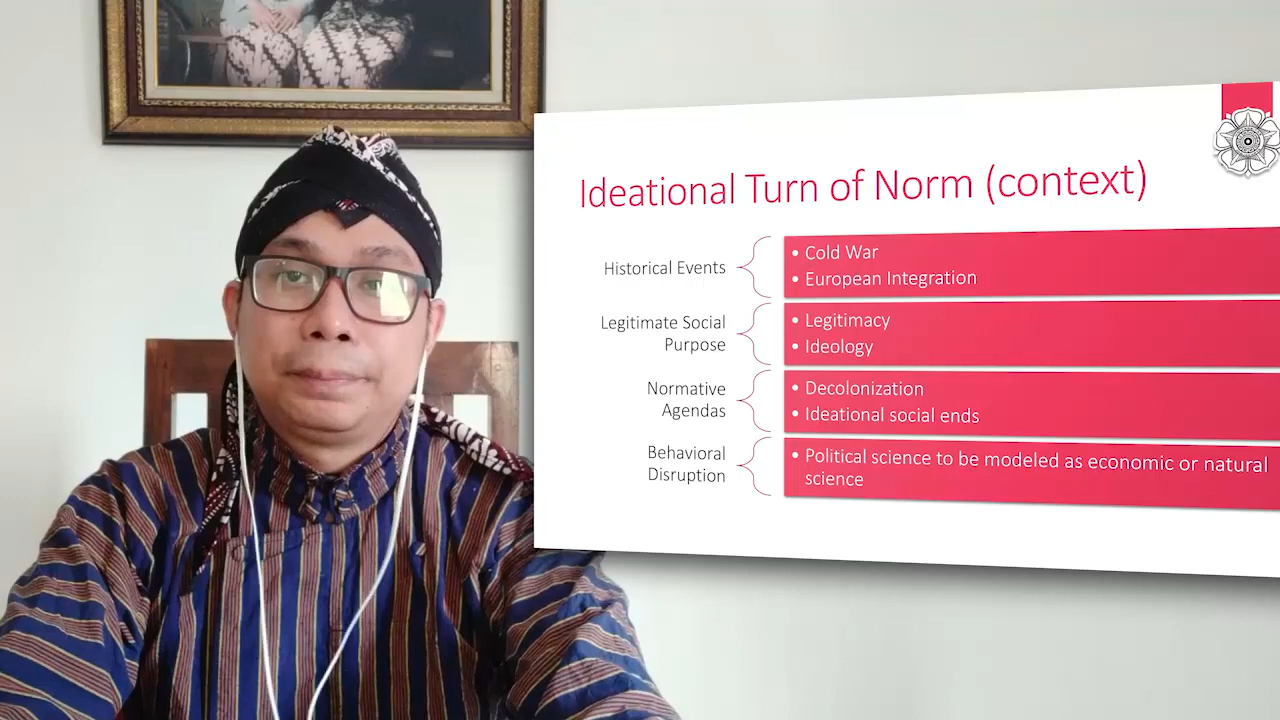 Ideational Turn of Norm (context)
Historical Events
• Cold War
• European Integration
Legitimate Social
Purpose
• Legitimacy
• Ideology
Normative
Agendas
• Decolonization
• Ideational social ends
Behavioral
Disruption
• Political science to be modeled as economic or natural
science